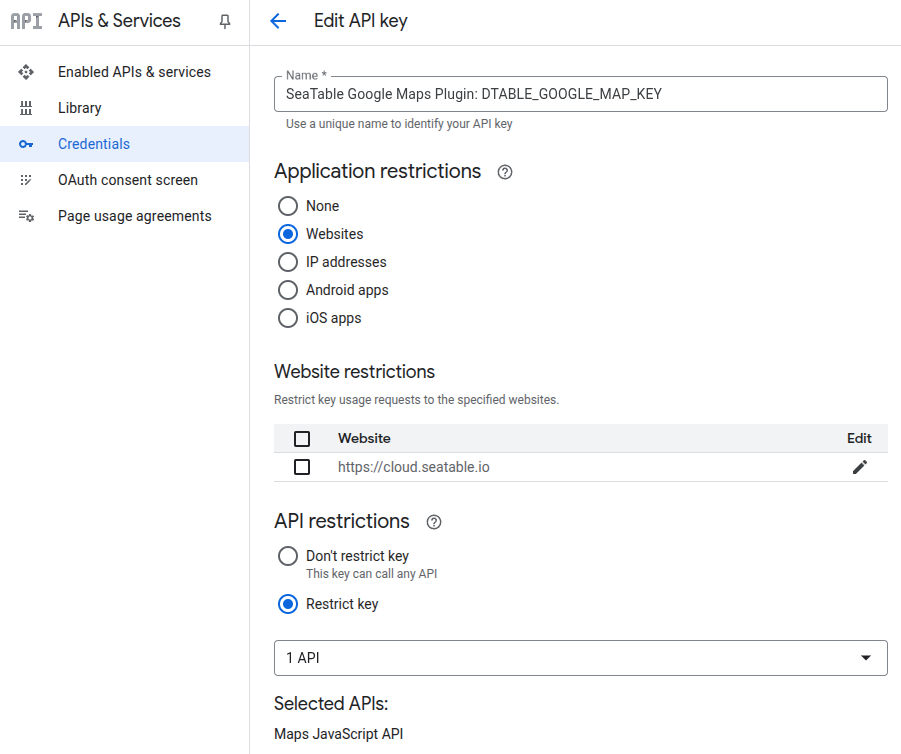 API APIs & Services
Enabled APIs & services
Library
Credentials
OAuth consent screen
Page usage agreements
Edit API key
Name *
SeaTable Google Maps Plugin: DTABLE_GOOGLE_MAP_KEY
Use a unique name to identify your API key
Application restrictions
None
Websites
IP addresses
Android apps
iOS apps
Website restrictions
Restrict key usage requests to the specified websites.
Website Edit
https://cloud.seatable.io
API restrictions
Don't restrict key
This key can call any API
Restrict key
1 API
Selected APIs:
Maps JavaScript API